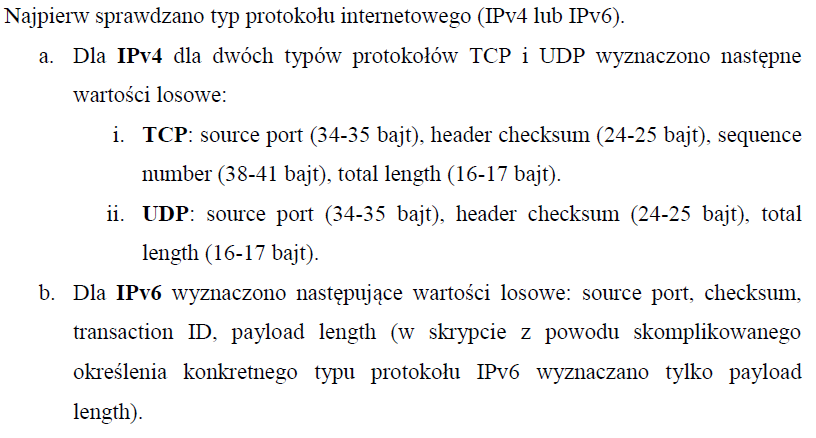 Najpierw sprawdzano typ protokołu internetowego (IPv4 lub IPv6).
a. Dla IPv4 dla dwóch typów protokołów TCP i UDP wyznaczono następne
wartości losowe:
i. TCP: source port (34-35 bajt), header checksum (24-25 bajt), sequence
number (38-41 bajt), total length (16-17 bajt).
ii. UDP: source port (34-35 bajt), header checksum (24-25 bajt), total
length (16-17 bajt).
b. Dla IPv6 wyznaczono następujące wartości losowe: source port, checksum,
transaction ID, payload length (w skrypcie z powodu skomplikowanego
określenia konkretnego typu protokołu IPv6 wyznaczano tylko payload
length).